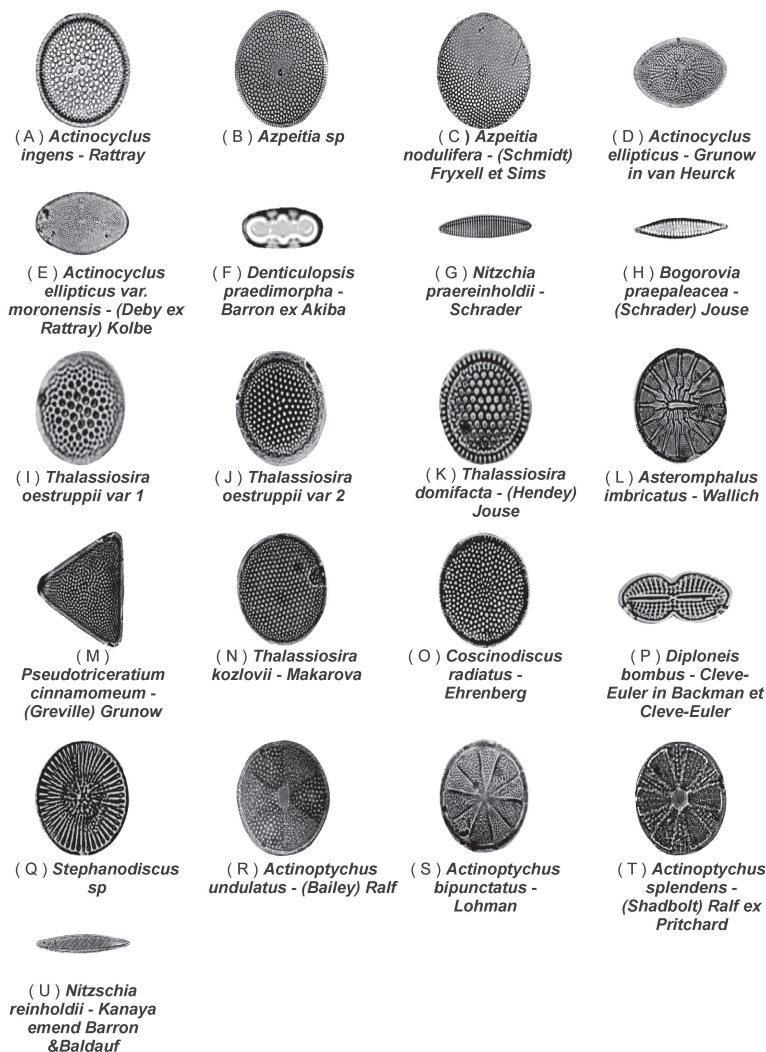 ( A ) Actinocyclus
ingens - Rattray
( B ) Azpeitia sp
( C ) Azpeitia
nodulifera - (Schmidt)
Fryxell et Sims
( D ) Actinocyclus
ellipticus - Grunow
in van Heurck
( E ) Actinocyclus
ellipticus var.
moronensis - (Deby ex
Rattray) Kolbe
( F ) Denticulopsis
praedimorpha -
Barron ex Akiba
( G ) Nitzchia
praereinholdii -
Schrader
( H ) Bogorovia
praepaleacea -
(Schrader) Jouse
( I ) Thalassiosira
oestruppii var 1
( J ) Thalassiosira
oestruppii var 2
( K ) Thalassiosira
domifacta - (Hendey)
Jouse
( L ) Asteromphalus
imbricatus - Wallich
( M )
Pseudotriceratium
cinnamomeum -
(Greville) Grunow
( N ) Thalassiosira
kozlovii - Makarova
( O ) Coscinodiscus
radiatus -
Ehrenberg
( P ) Diploneis
bombus - Cleve-
Euler in Backman et
Cleve-Euler
( Q ) Stephanodiscus
sp
( R ) Actinoptychus
undulatus - (Bailey) Ralf
( S ) Actinoptychus
bipunctatus -
Lohman
( T ) Actinoptychus
splendens -
(Shadbolt) Ralf ex
Pritchard
( U ) Nitzschia
reinholdii - Kanaya
emend Barron
&Baldauf